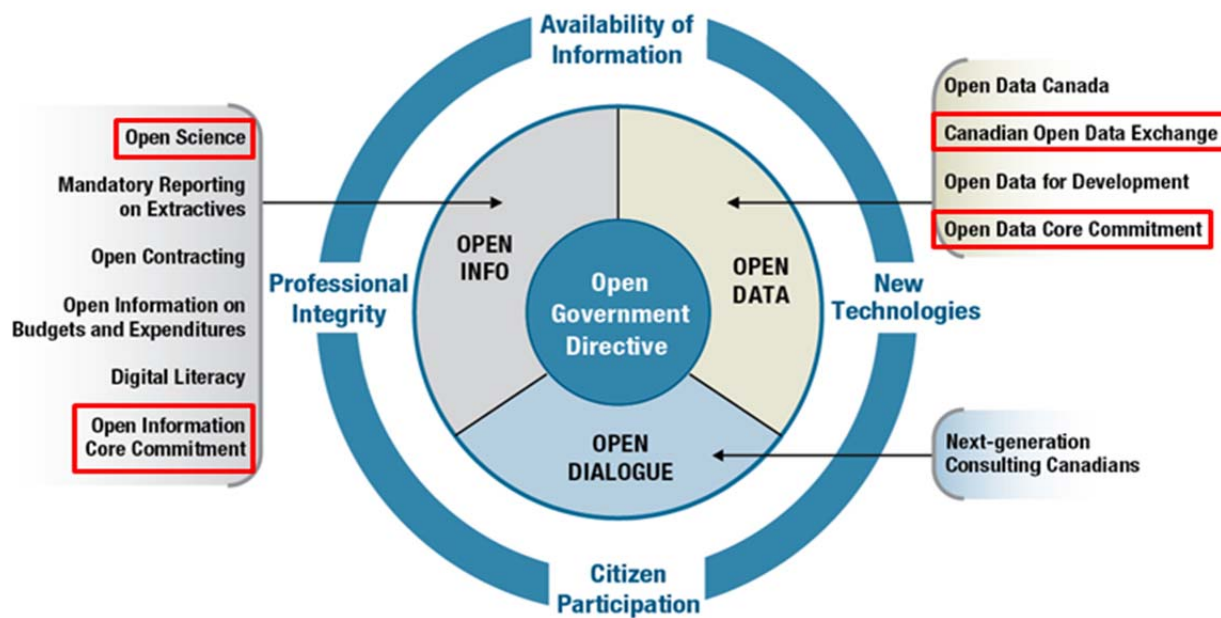 Availability of
Information
Open Science
Mandatory Reporting
on Extractives
Open Contracting
Open Information on
Budgets and Expenditures
Digital Literacy
Open Information
Core Commitment
Professional
Integrity
OPEN
INFO
Open
Government
Directive
OPEN
DATA
OPEN
DIALOGUE
New
Technologies
Open Data Canada
Canadian Open Data Exchange
Open Data for Development
Open Data Core Commitment
Next-generation
Consulting Canadians
Citizen
Participation